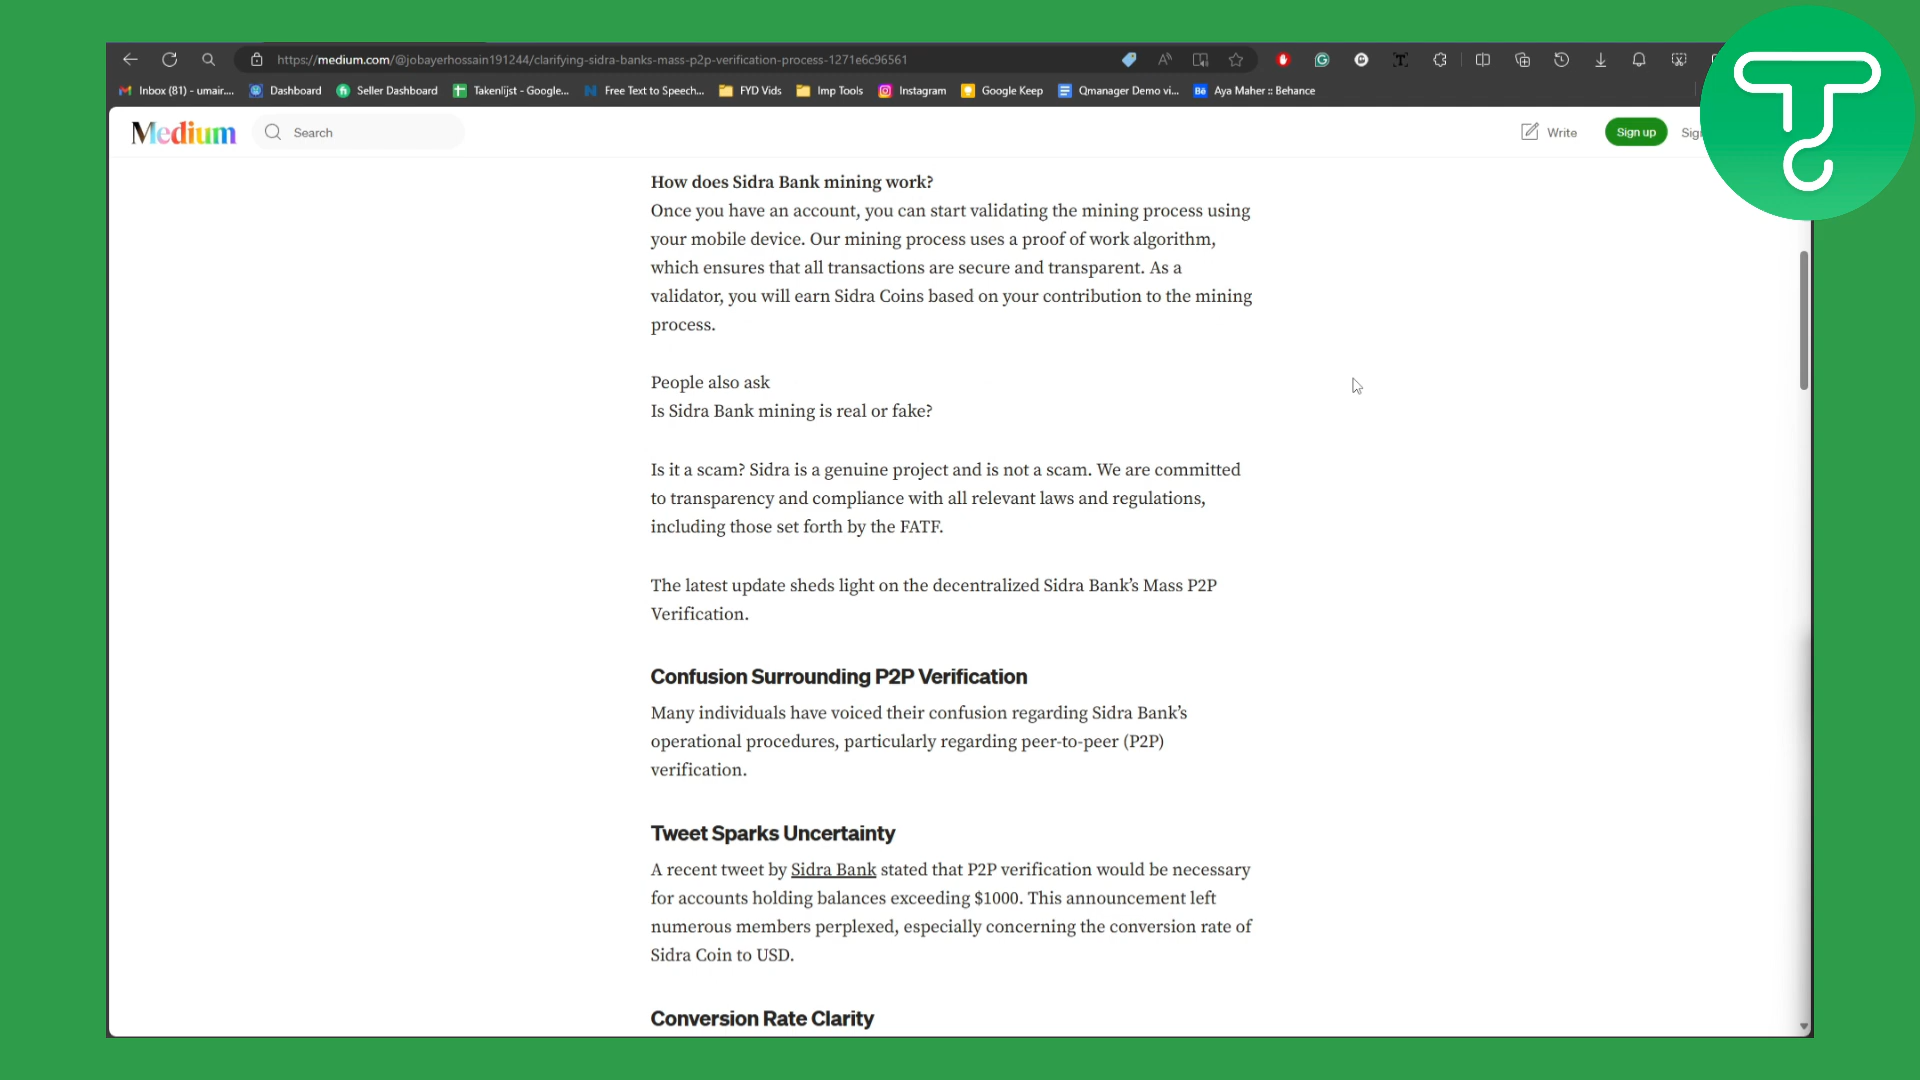 https://medium.com/@jobayerhossain191244/clarifying-sidra-banks-mass-p2p-verification-process-1271e6c96561
Inbox (81) - umair.... Dashboard Seller Dashboard Takenlijst - Google... Free Text to Speech... FYD Vids Imp Tools Instagram Google Keep Qmanager Demo vi... Aya Maher :: Behance
Medium Search Write Sign up
How does Sidra Bank mining work?
Once you have an account, you can start validating the mining process using
your mobile device. Our mining process uses a proof of work algorithm,
which ensures that all transactions are secure and transparent. As a
validator, you will earn Sidra Coins based on your contribution to the mining
process.
People also ask
Is Sidra Bank mining is real or fake?
Is it a scam? Sidra is a genuine project and is not a scam. We are committed
to transparency and compliance with all relevant laws and regulations,
including those set forth by the FATF.
The latest update sheds light on the decentralized Sidra Bank’s Mass P2P
Verification.
Confusion Surrounding P2P Verification
Many individuals have voiced their confusion regarding Sidra Bank’s
operational procedures, particularly regarding peer-to-peer (P2P)
verification.
Tweet Sparks Uncertainty
A recent tweet by Sidra Bank stated that P2P verification would be necessary
for accounts holding balances exceeding $1000. This announcement left
numerous members perplexed, especially concerning the conversion rate of
Sidra Coin to USD.
Conversion Rate Clarity